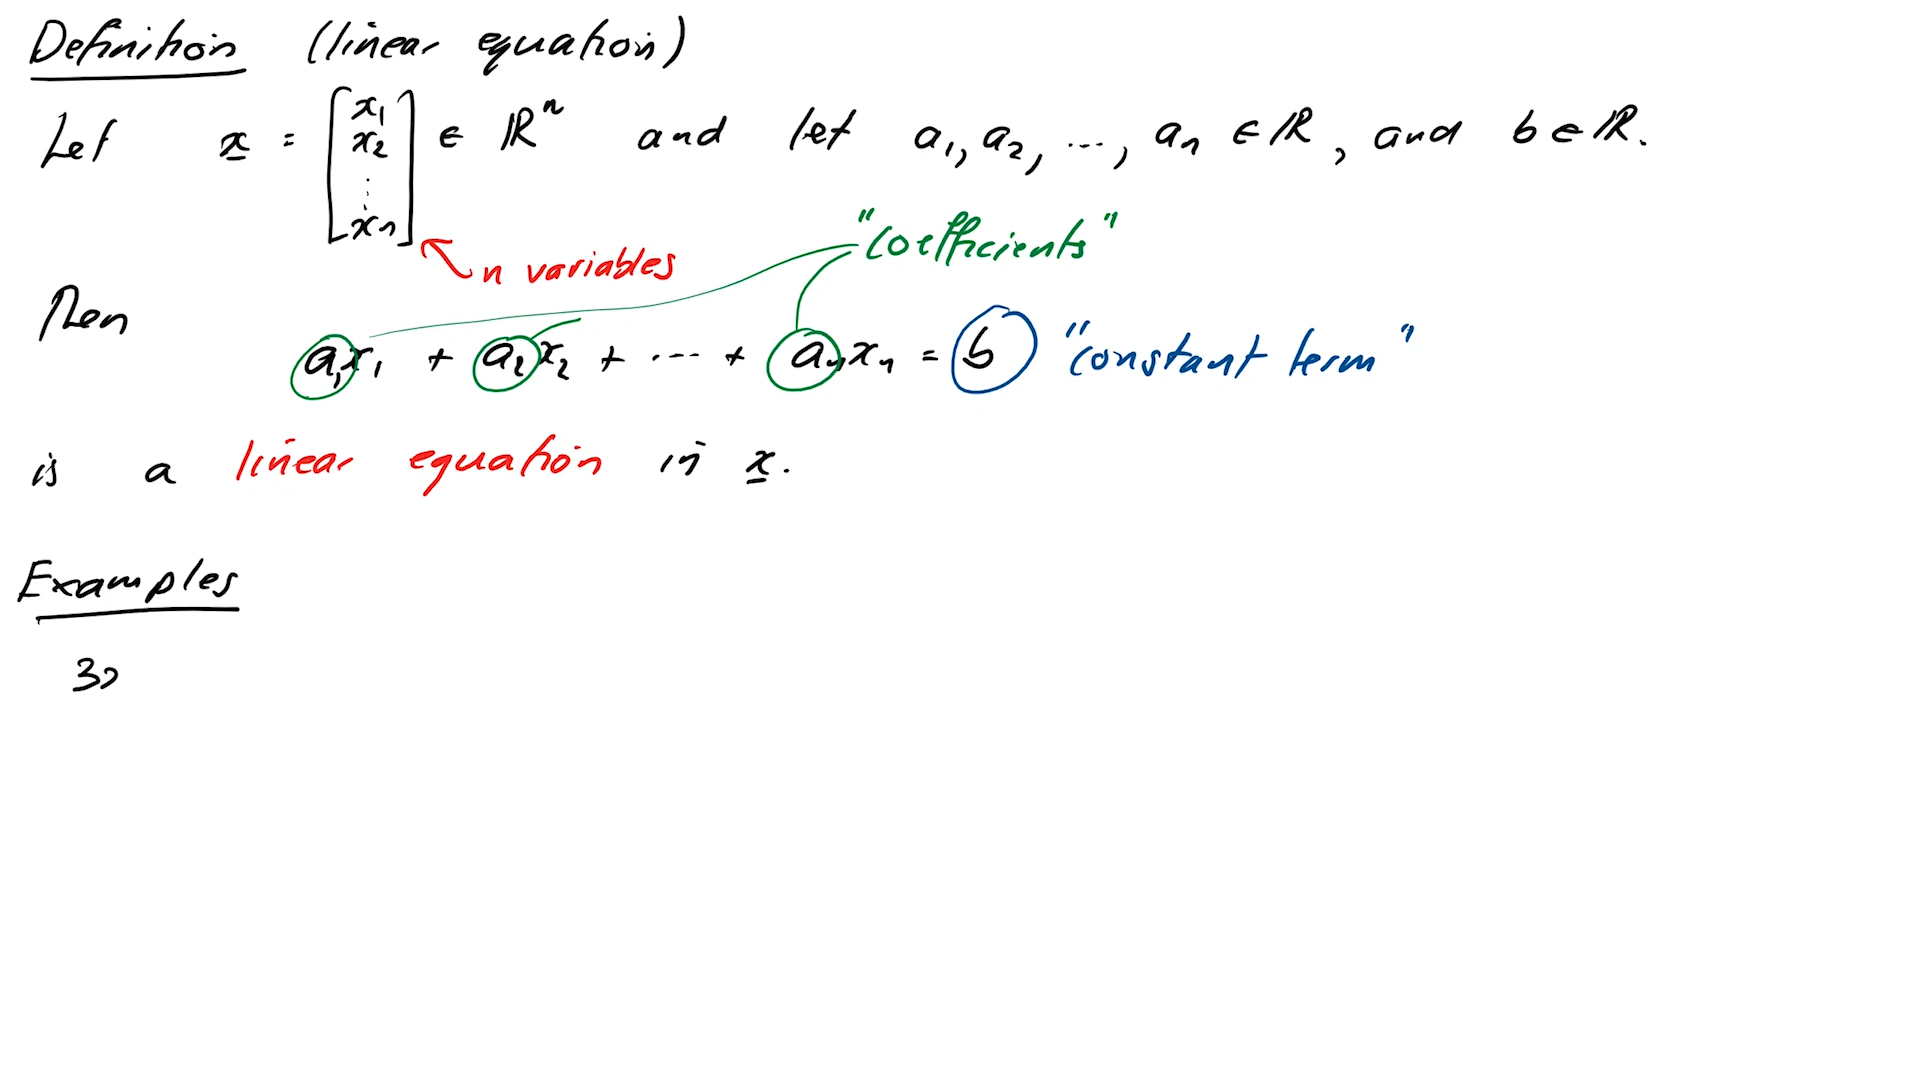 Definition (linear equation)
Let x = [x1 x2 ⋮ xn] ∈ ℝⁿ and let a1, a2, ..., an ∈ ℝ, and b ∈ ℝ.
n variables
"coefficients"
Then
a1x1 + a2x2 + ... + anxn = b "constant term"
is a linear equation in x.
Examples
3